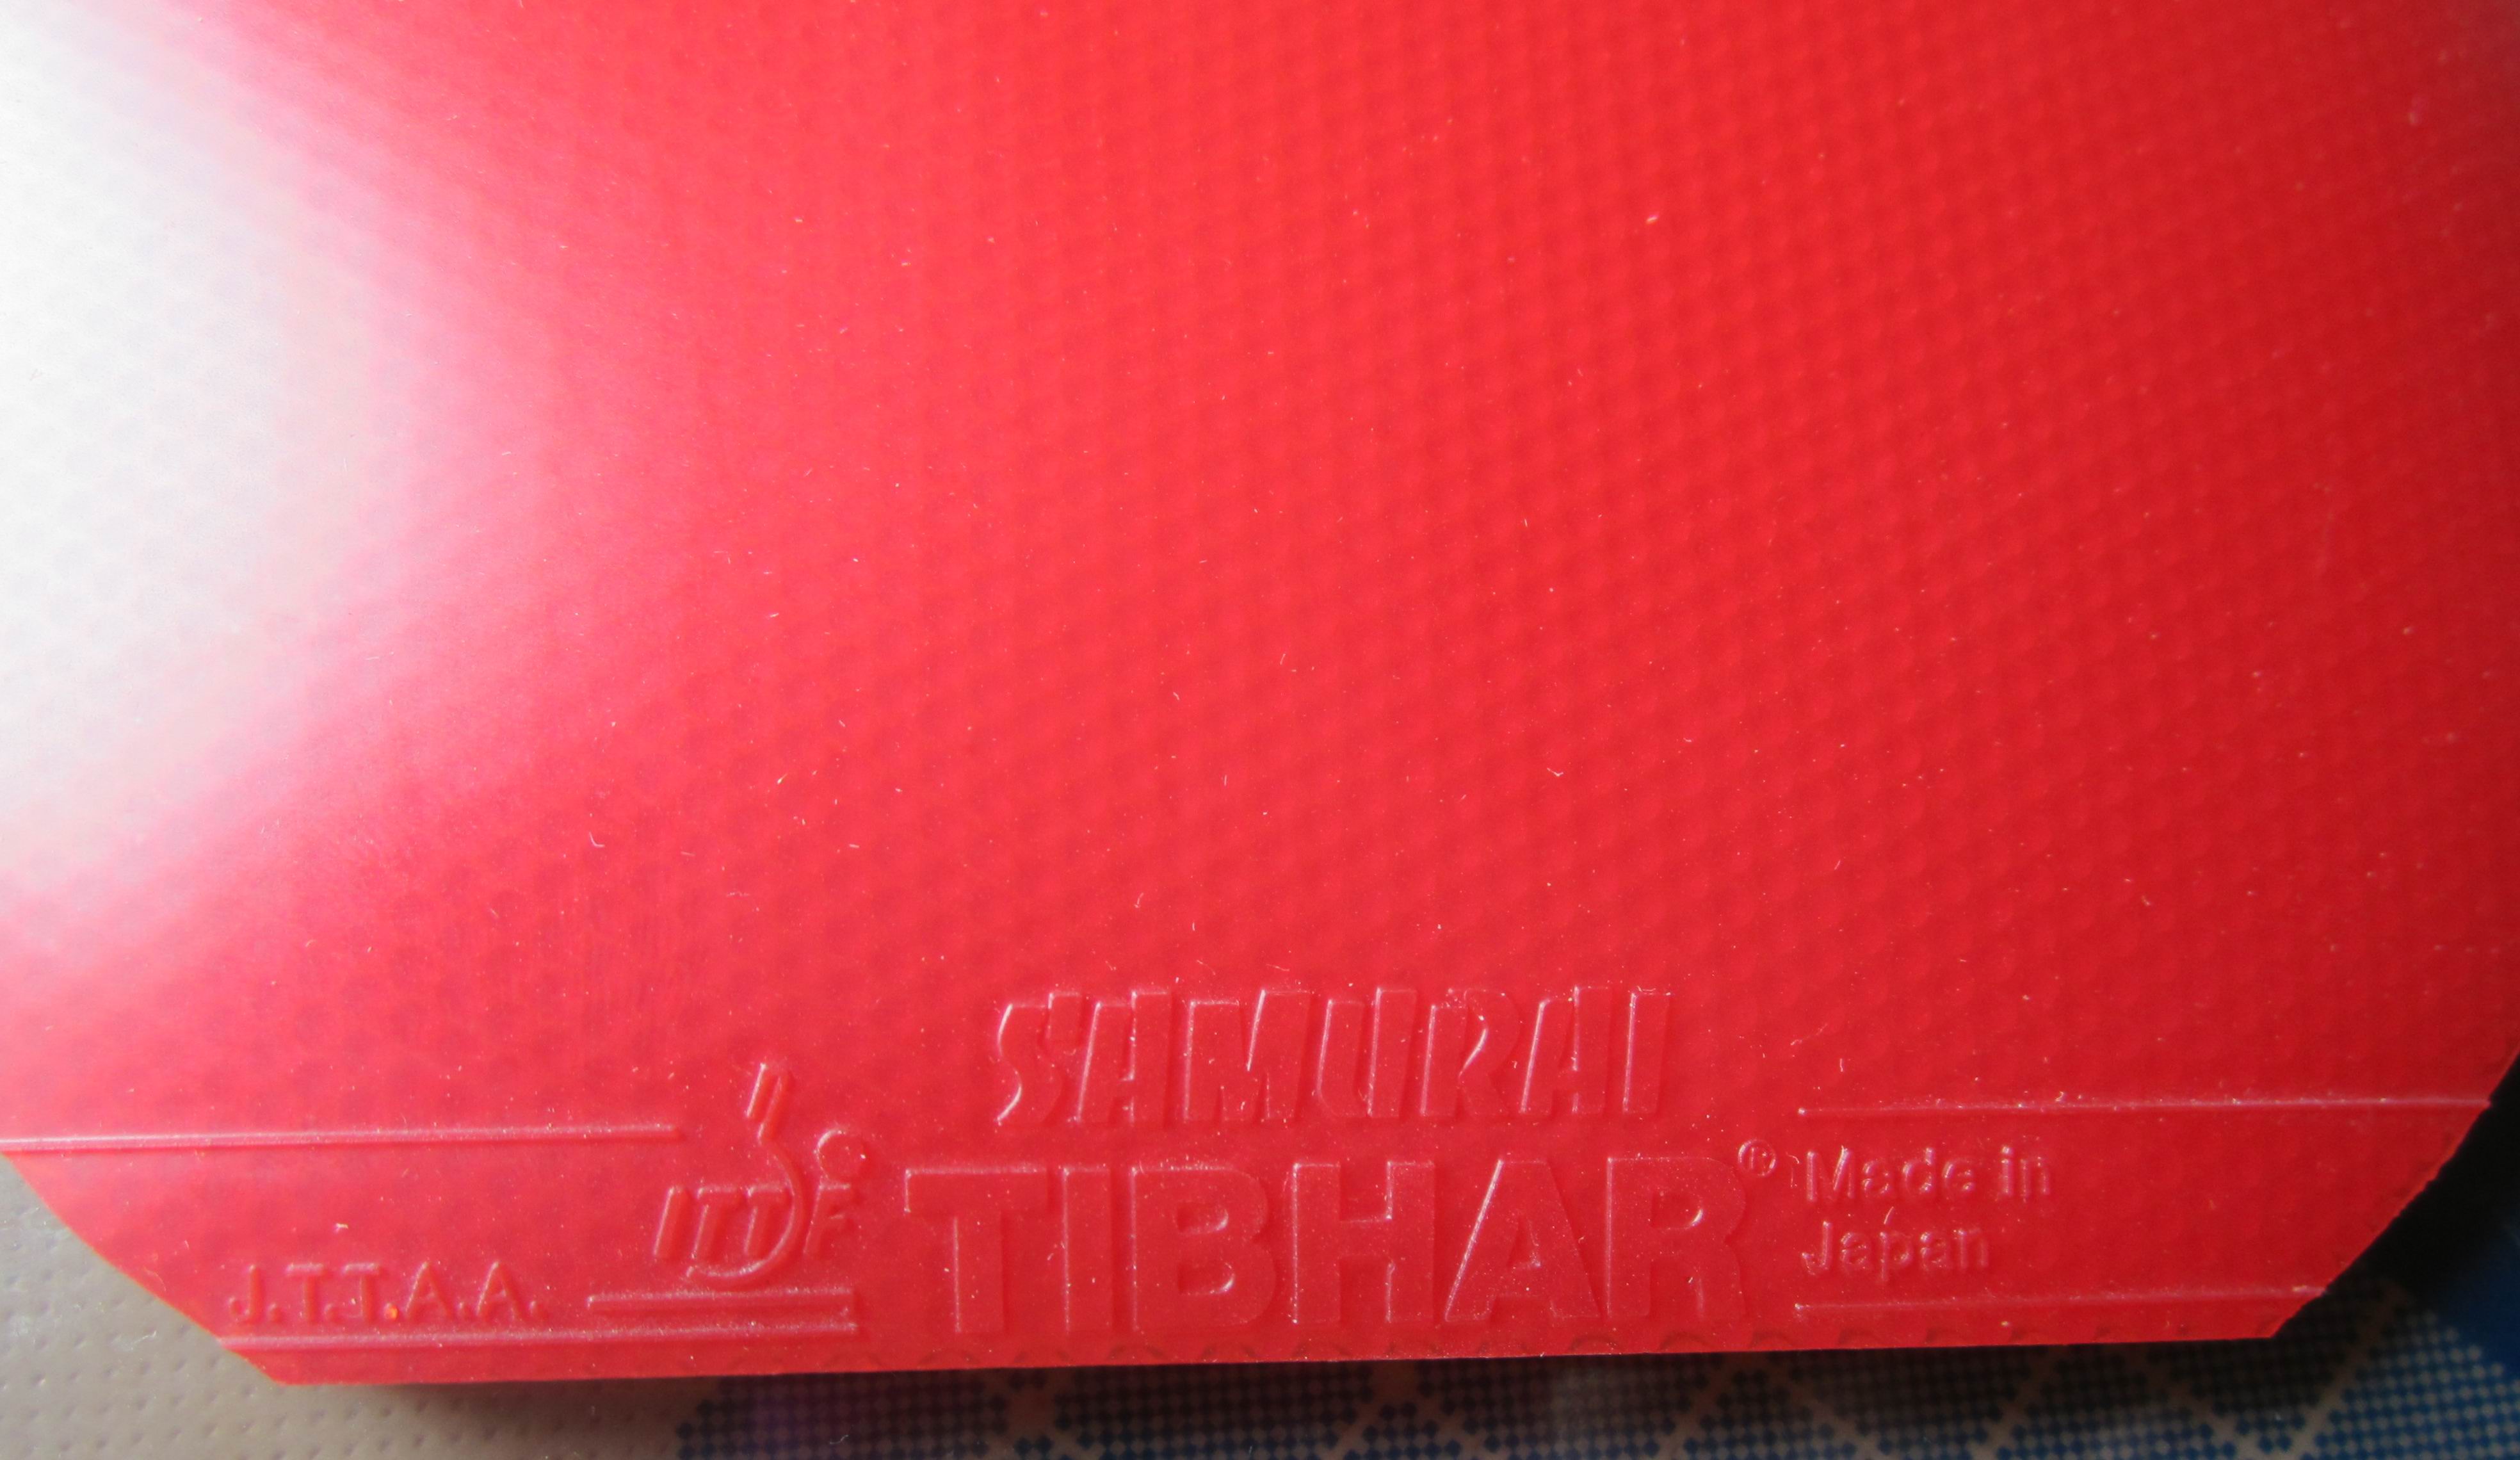 SAMURAI
ITTF
TIBHAR®
Made in
Japan
J.T.T.A.A.